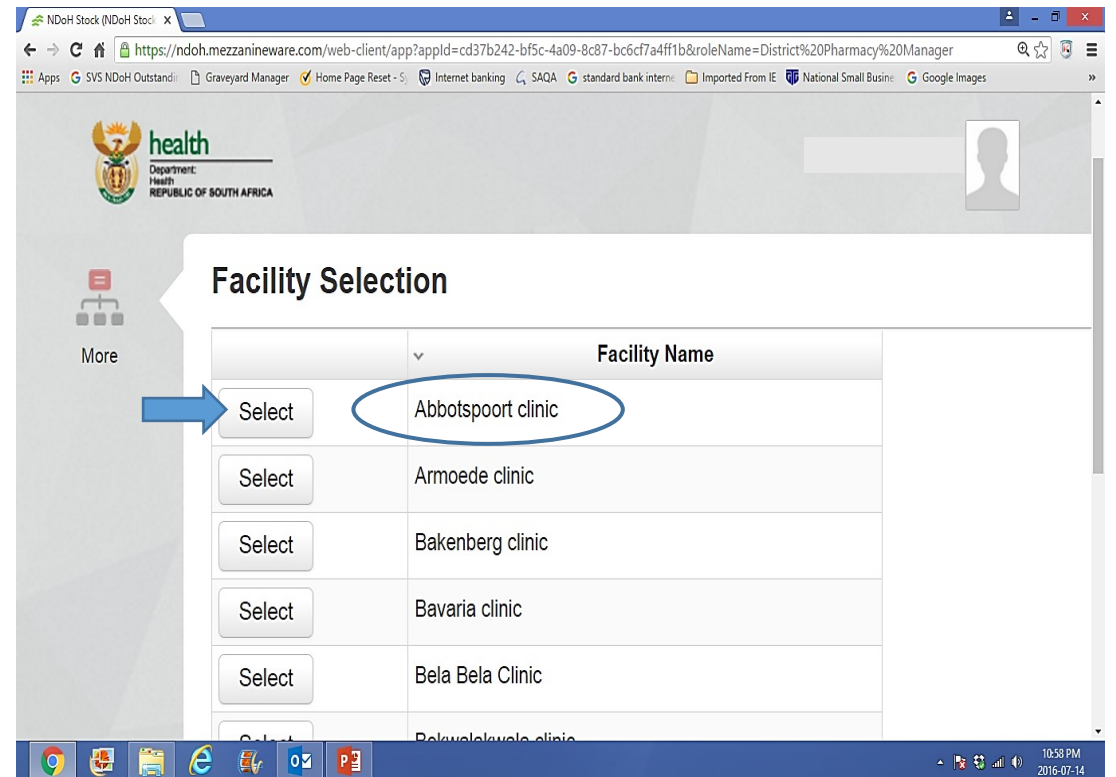 NDoH Stock (NDoH Stock X
https://ndoh.mezzanineware.com/web-client/app?appId=cd37b242-bf5c-4a09-8c87-bc6cf7a4ff1b&roleName=District%20Pharmacy%20Manager
Apps SVS NDoH Outstandin Graveyard Manager Home Page Reset - Sy Internet banking SAQA standard bank interne Imported From IE National Small Busine Google Images »
health
Department:
Health
REPUBLIC OF SOUTH AFRICA
Facility Selection
More
Facility Name
Select Abbotspoort clinic
Select Armoede clinic
Select Bakenberg clinic
Select Bavaria clinic
Select Bela Bela Clinic
Select clinic
10:58 PM
2016-07-14